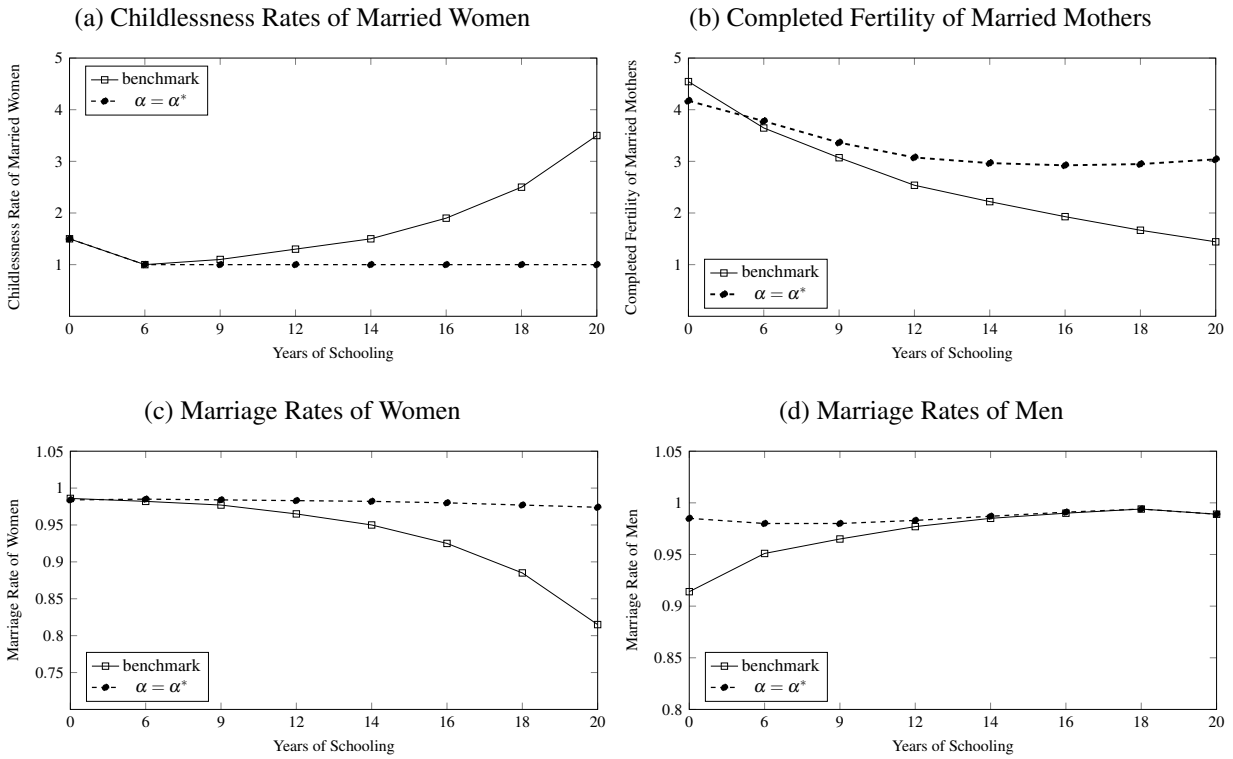 (a) Childlessness Rates of Married Women
Childlessness Rate of Married Women
5
4
3
2
1
benchmark
α = α*
0 6 9 12 14 16 18 20
Years of Schooling
(b) Completed Fertility of Married Mothers
Completed Fertility of Married Mothers
5
4
3
2
1
benchmark
α = α*
0 6 9 12 14 16 18 20
Years of Schooling
(c) Marriage Rates of Women
Marriage Rate of Women
1.05
1
0.95
0.9
0.85
0.8
0.75
benchmark
α = α*
0 6 9 12 14 16 18 20
Years of Schooling
(d) Marriage Rates of Men
Marriage Rate of Men
1.05
1
0.95
0.9
0.85
0.8
benchmark
α = α*
0 6 9 12 14 16 18 20
Years of Schooling